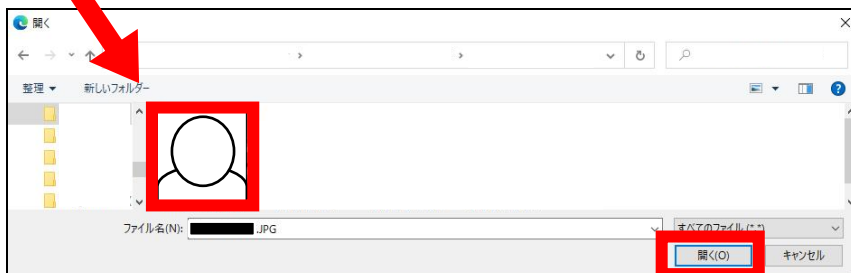 開く
整理 新しいフォルダー
ファイル名(N): .JPG
すべてのファイル (*.*)
開く(O) キャンセル